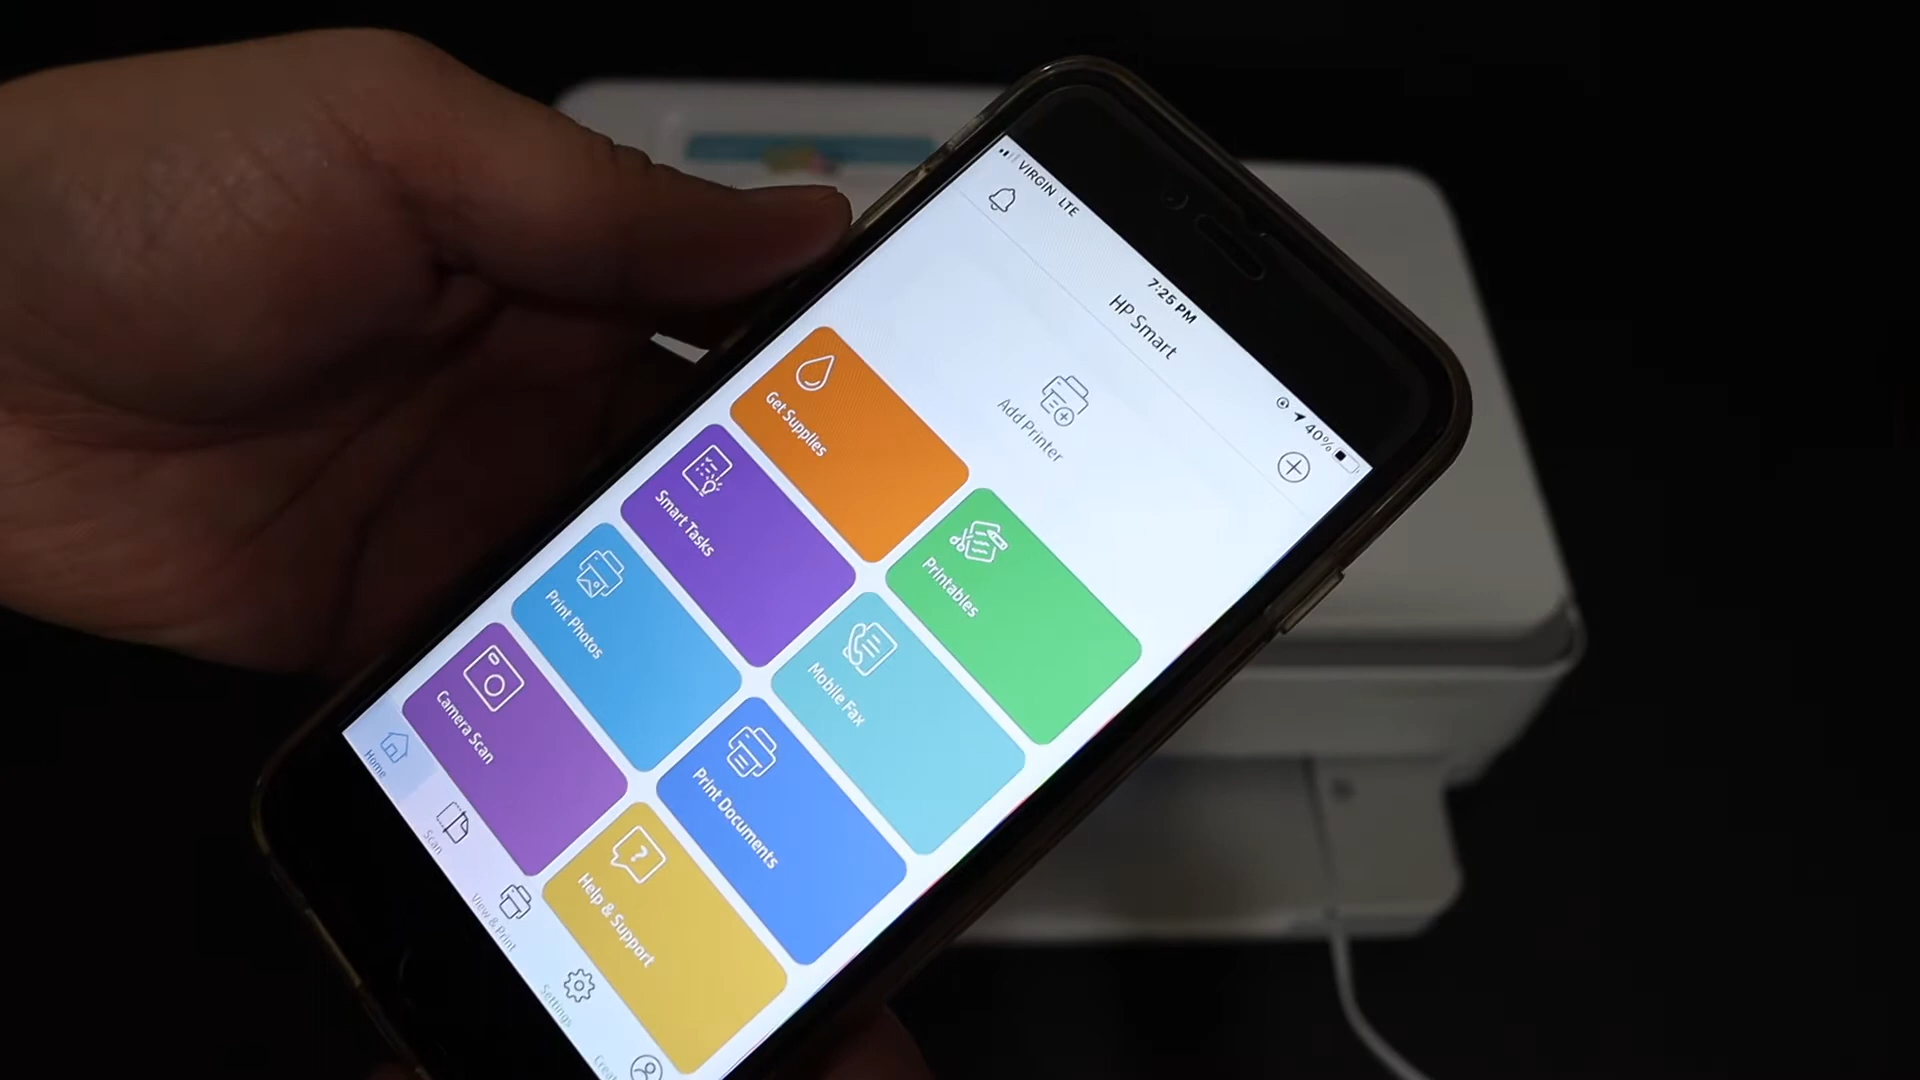 VIRGIN LTE
7:25 PM
40%
HP Smart
Add Printer
Get Supplies
Printables
Smart Tasks
Mobile Fax
Print Photos
Print Documents
Camera Scan
Help & Support
Home
Scan
View & Print
Settings